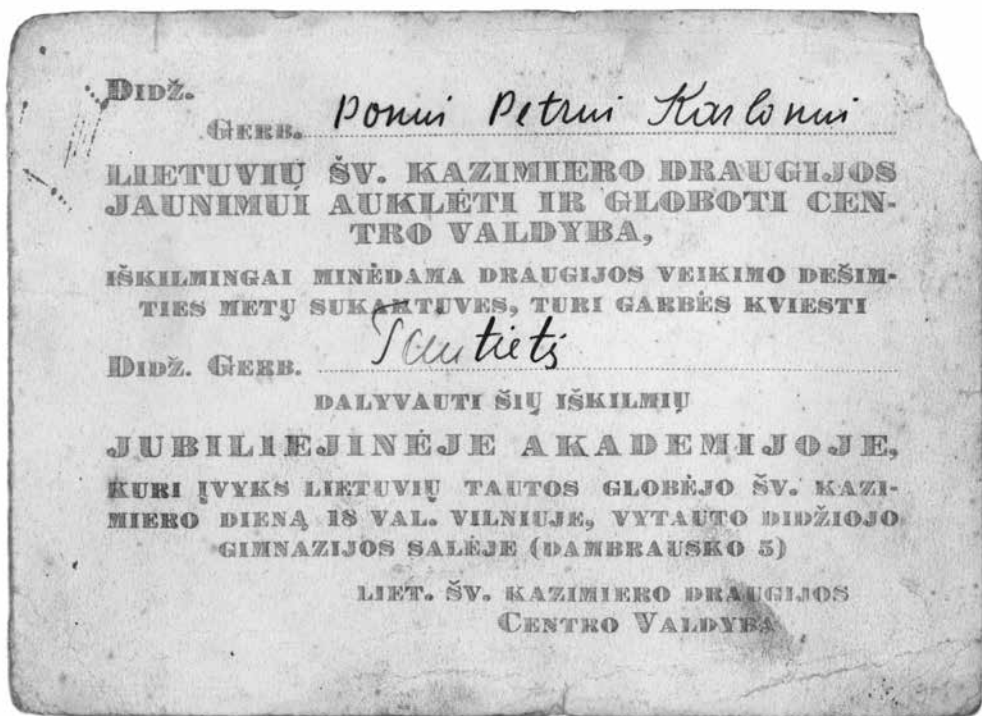 DIDŽ.
GERB. Ponui Petrui Karlonui
LIETUVIŲ ŠV. KAZIMIERO DRAUGIJOS
JAUNIMUI AUKLĖTI IR GLOBOTI CEN-
TRO VALDYBA,
IŠKILMINGAI MINĖDAMA DRAUGIJOS VEIKIMO DEŠIM-
TIES METŲ SUKAKTUVES, TURI GARBĖS KVIESTI
DIDŽ. GERB.
DALYVAUTI ŠIŲ IŠKILMIŲ
JUBILIEJINĖJE AKADEMIJOJE,
KURI ĮVYKS LIETUVIŲ TAUTOS GLOBĖJO ŠV. KAZI-
MIERO DIENĄ 18 VAL. VILNIUJE, VYTAUTO DIDŽIOJO
GIMNAZIJOS SALĖJE (DAMBRAUSKO 5)
LIET. ŠV. KAZIMIERO DRAUGIJOS
CENTRO VALDYBA